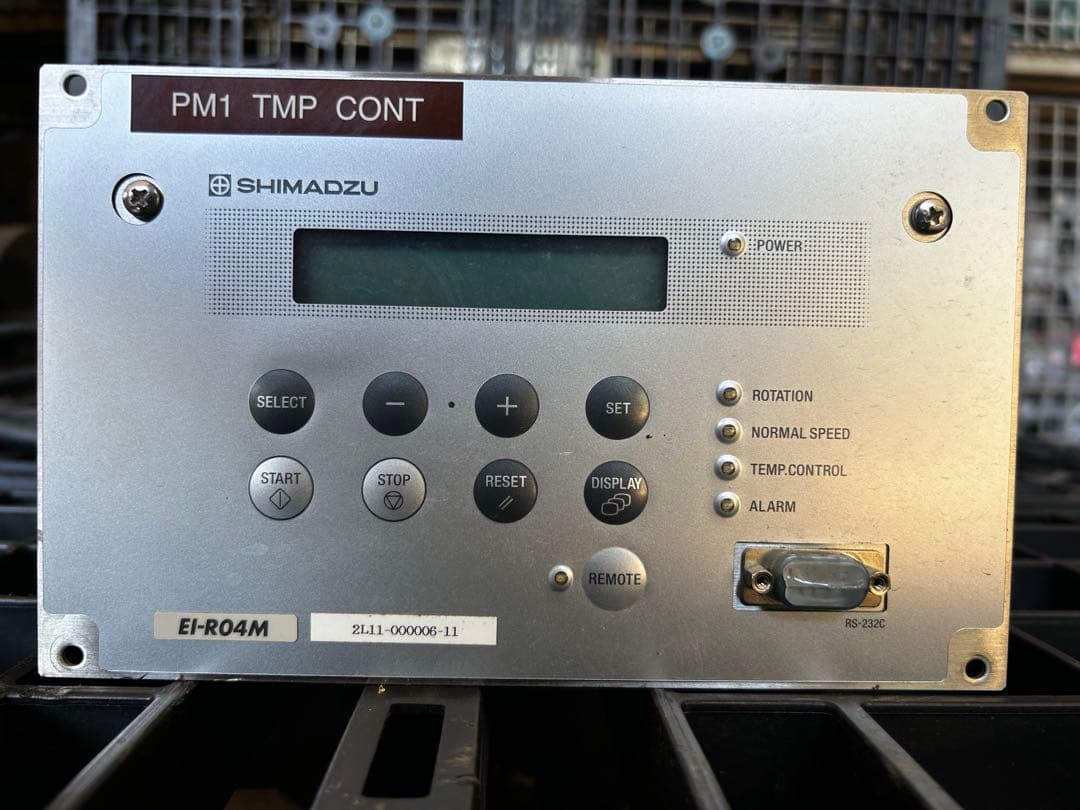 PM1 TMP CONT
SHIMADZU
POWER
SELECT
−
+
SET
ROTATION
NORMAL SPEED
TEMP.CONTROL
ALARM
START
STOP
RESET
DISPLAY
REMOTE
RS-232C
EI-R04M
2L11-000006-11